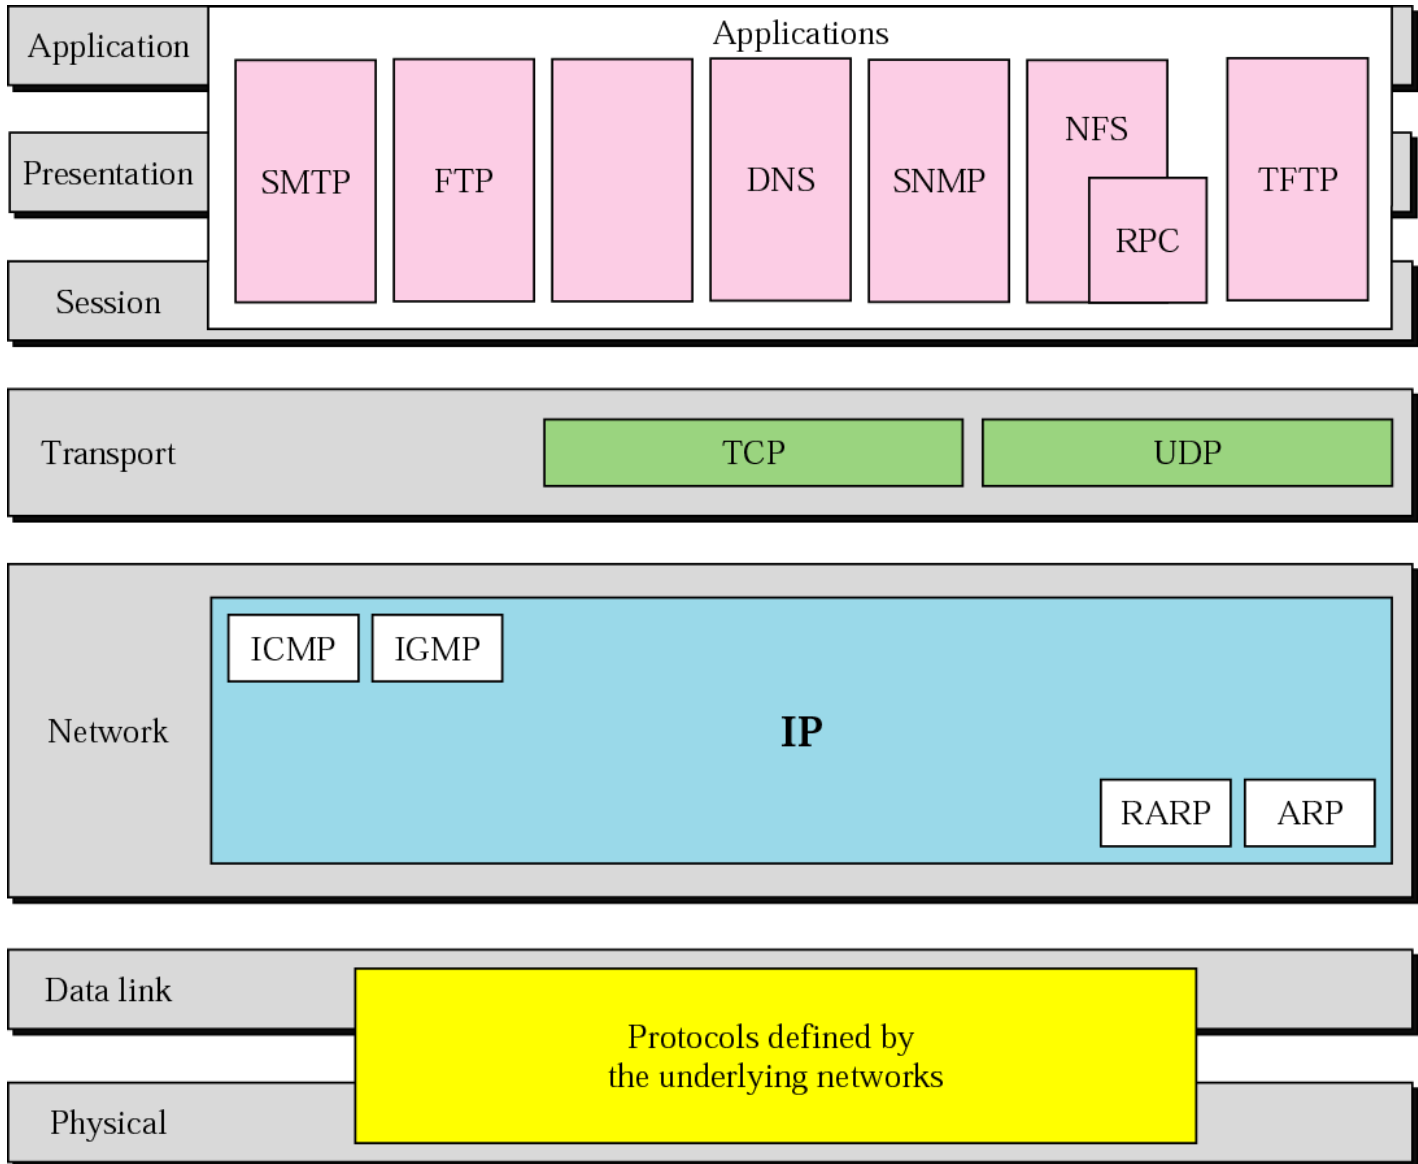 Application
Applications
SMTP
FTP
DNS
SNMP
NFS
RPC
TFTP
Presentation
Session
Transport
TCP
UDP
Network
ICMP
IGMP
IP
RARP
ARP
Data link
Protocols defined by
the underlying networks
Physical